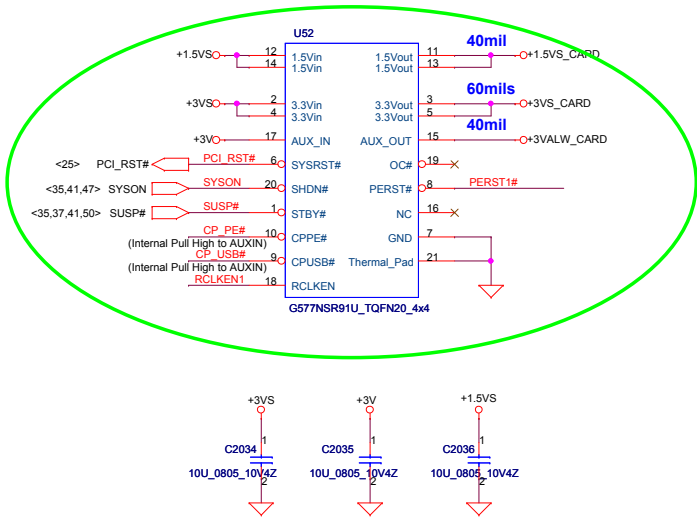 U52
40mil
+1.5VS 12 1.5Vin 1.5Vout 11 +1.5VS_CARD
14 1.5Vin 1.5Vout 13
60mils
+3VS 2 3.3Vin 3.3Vout 3 +3VS_CARD
4 3.3Vin 3.3Vout 5
40mil
+3V 17 AUX_IN AUX_OUT 15 +3VALW_CARD
<25> PCI_RST# PCI_RST# 6 SYSRST# OC# 19
<35,41,47> SYSON SYSON 20 SHDN# PERST# 8 PERST1#
<35,37,41,50> SUSP# SUSP# 1 STBY# NC 16
CP_PE# 10 CPPE# GND 7
(Internal Pull High to AUXIN)
CP_USB# 9 CPUSB# Thermal_Pad 21
(Internal Pull High to AUXIN)
RCLKEN1 18 RCLKEN
G577NSR91U_TQFN20_4x4
+3VS +3V +1.5VS
1 1 1
C2034 C2035 C2036
10U_0805_10V4Z 10U_0805_10V4Z 10U_0805_10V4Z
2 2 2